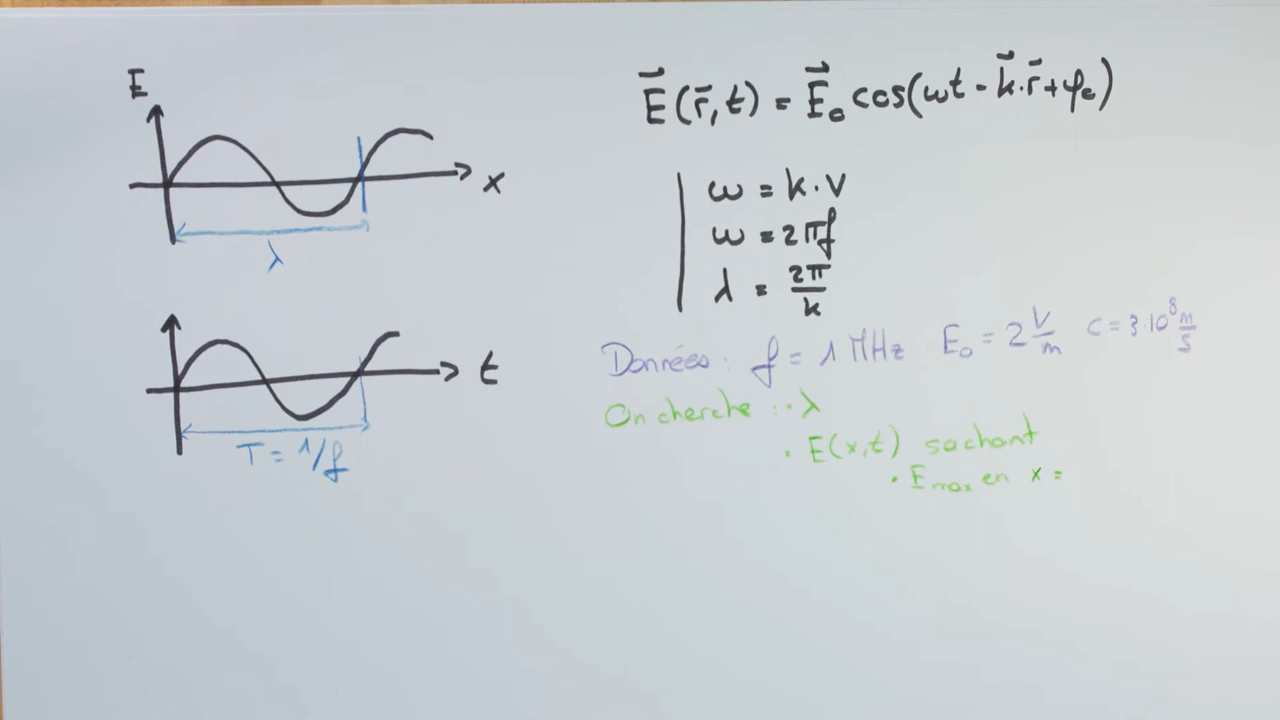 E
x
λ
t
T = 1/f
E⃗(r⃗,t) = E⃗₀ cos(ωt - k⃗·r⃗ + φₑ)
ω = k·v
ω = 2πf
λ = 2π/k
Données : f = 1 MHz E₀ = 2 V/m c = 3·10⁸ m/s
On cherche : · λ
· E(x,t) sachant
· Emax en x =